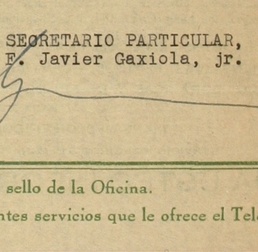 SECRETARIO PARTICULAR,
F. Javier Gaxiola, jr.
sello de la Oficina.
ntes servicios que le ofrece el Tel